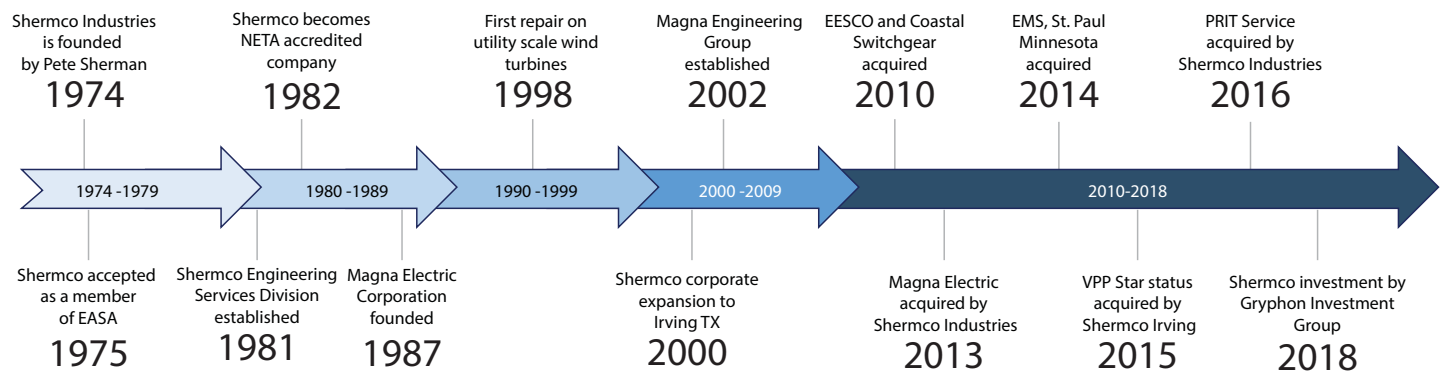 Shermco Industries
is founded
by Pete Sherman
1974
Shermco becomes
NETA accredited
company
1982
First repair on
utility scale wind
turbines
1998
Magna Engineering
Group
established
2002
EESCO and Coastal
Switchgear
acquired
2010
EMS, St. Paul
Minnesota
acquired
2014
PRIT Service
acquired by
Shermco Industries
2016
1974 -1979
1980 -1989
1990 -1999
2000 -2009
2010-2018
Shermco accepted
as a member
of EASA
1975
Shermco Engineering
Services Division
established
1981
Magna Electric
Corporation
founded
1987
Shermco corporate
expansion to
Irving TX
2000
Magna Electric
acquired by
Shermco Industries
2013
VPP Star status
acquired by
Shermco Irving
2015
Shermco investment by
Gryphon Investment
Group
2018